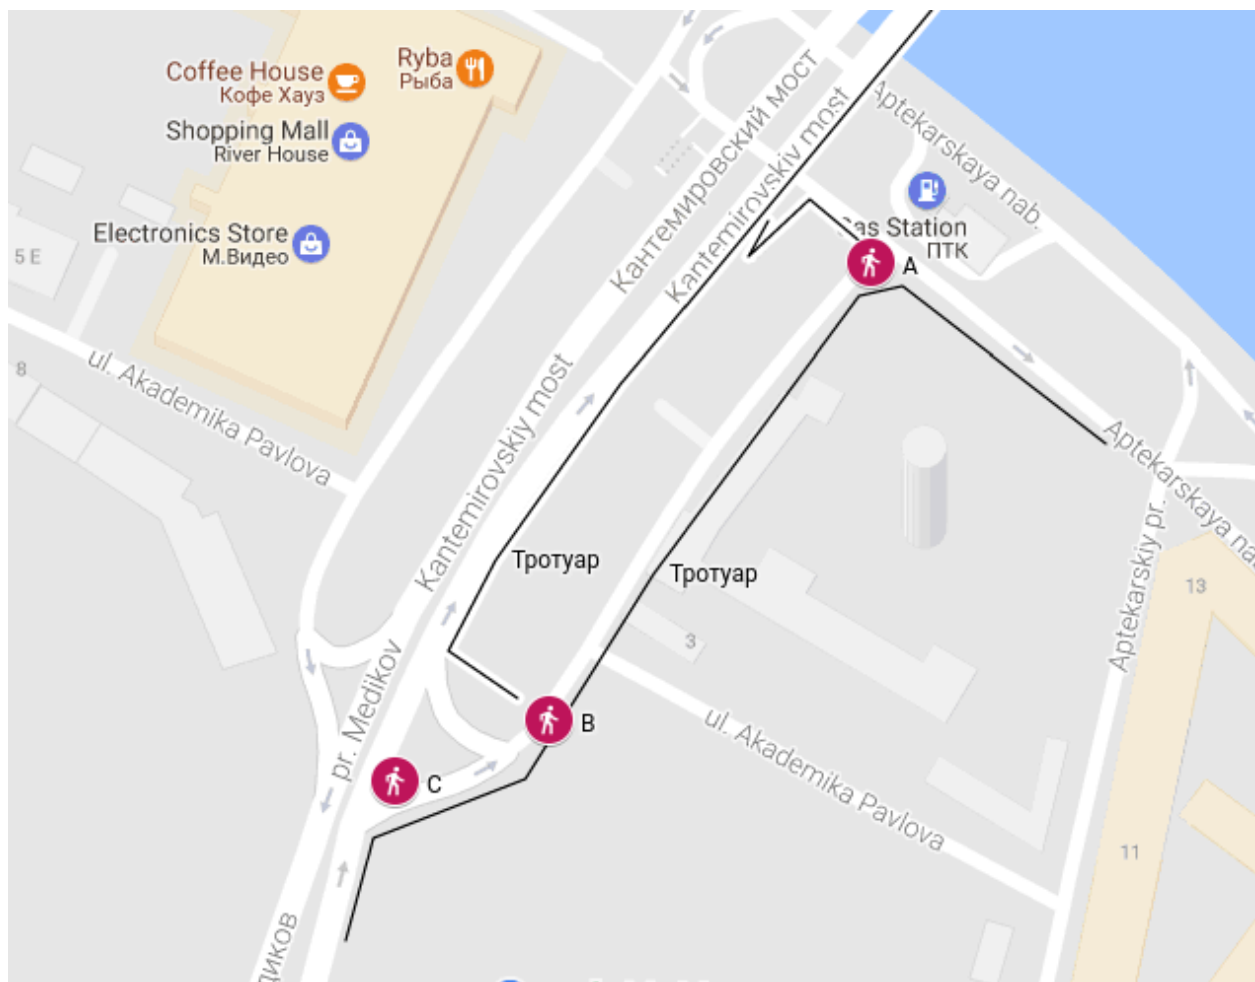 Coffee House
Кофе Хауз
Ryba
Рыба
Shopping Mall
River House
Electronics Store
М.Видео
5 E
8
ul. Akademika Pavlova
Кантемировский мост
Kantemirovskiy most
Kantemirovskiy most
Aptekarskaya nab.
as Station
ПТК
A
Тротуар
Тротуар
Aptekarskaya nab
Aptekarskiy pr.
13
3
pr. Medikov
B
C
ul. Akademika Pavlova
11
диков